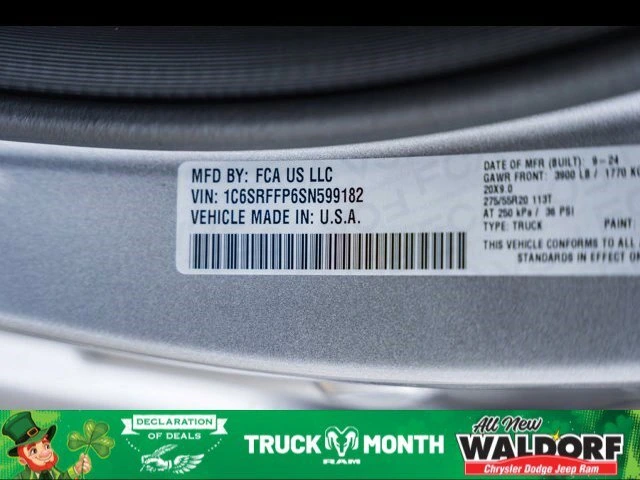 MFD BY: FCA US LLC
VIN: 1C6SRFFP6SN599182
VEHICLE MADE IN: U.S.A.
DATE OF MFR (BUILT): 9-24
GAWR FRONT: 3900 LB / 1770 KG
20X9.0
275/55R20 113T
AT 250 kPa / 36 PSI
TYPE: TRUCK PAINT:
THIS VEHICLE CONFORMS TO ALL
STANDARDS IN EFFECT ON
DECLARATION
OF DEALS
TRUCK MONTH
RAM
All New
WALDORF
Chrysler Dodge Jeep Ram